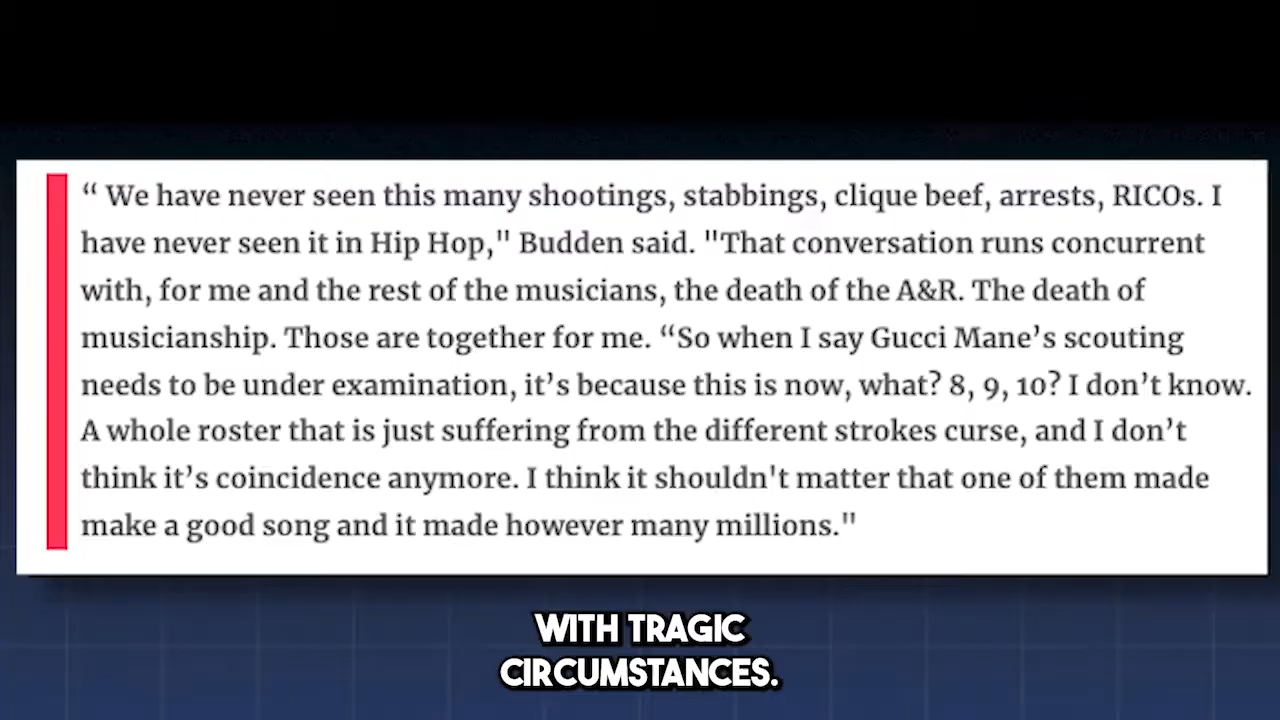 “ We have never seen this many shootings, stabbings, clique beef, arrests, RICOs. I
have never seen it in Hip Hop," Budden said. "That conversation runs concurrent
with, for me and the rest of the musicians, the death of the A&R. The death of
musicianship. Those are together for me. “So when I say Gucci Mane’s scouting
needs to be under examination, it’s because this is now, what? 8, 9, 10? I don’t know.
A whole roster that is just suffering from the different strokes curse, and I don’t
think it’s coincidence anymore. I think it shouldn't matter that one of them made
make a good song and it made however many millions."
WITH TRAGIC
CIRCUMSTANCES.